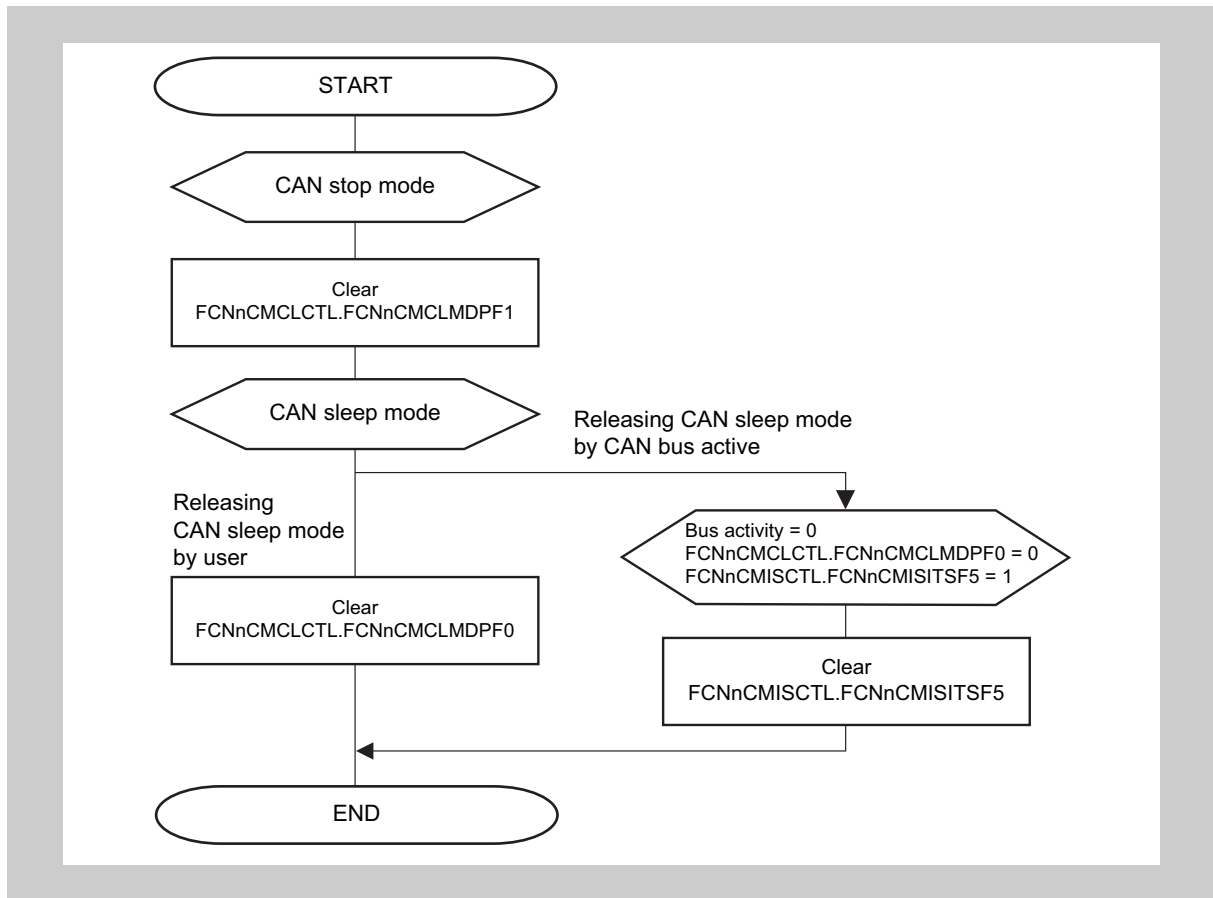 START
CAN stop mode
Clear
FCNnCMCLCTL.FCNnCMCLMDPF1
CAN sleep mode
Releasing CAN sleep mode
by CAN bus active
Releasing
CAN sleep mode
by user
Bus activity = 0
FCNnCMCLCTL.FCNnCMCLMDPF0 = 0
FCNnCMISCTL.FCNnCMISITSF5 = 1
Clear
FCNnCMCLCTL.FCNnCMCLMDPF0
Clear
FCNnCMISCTL.FCNnCMISITSF5
END